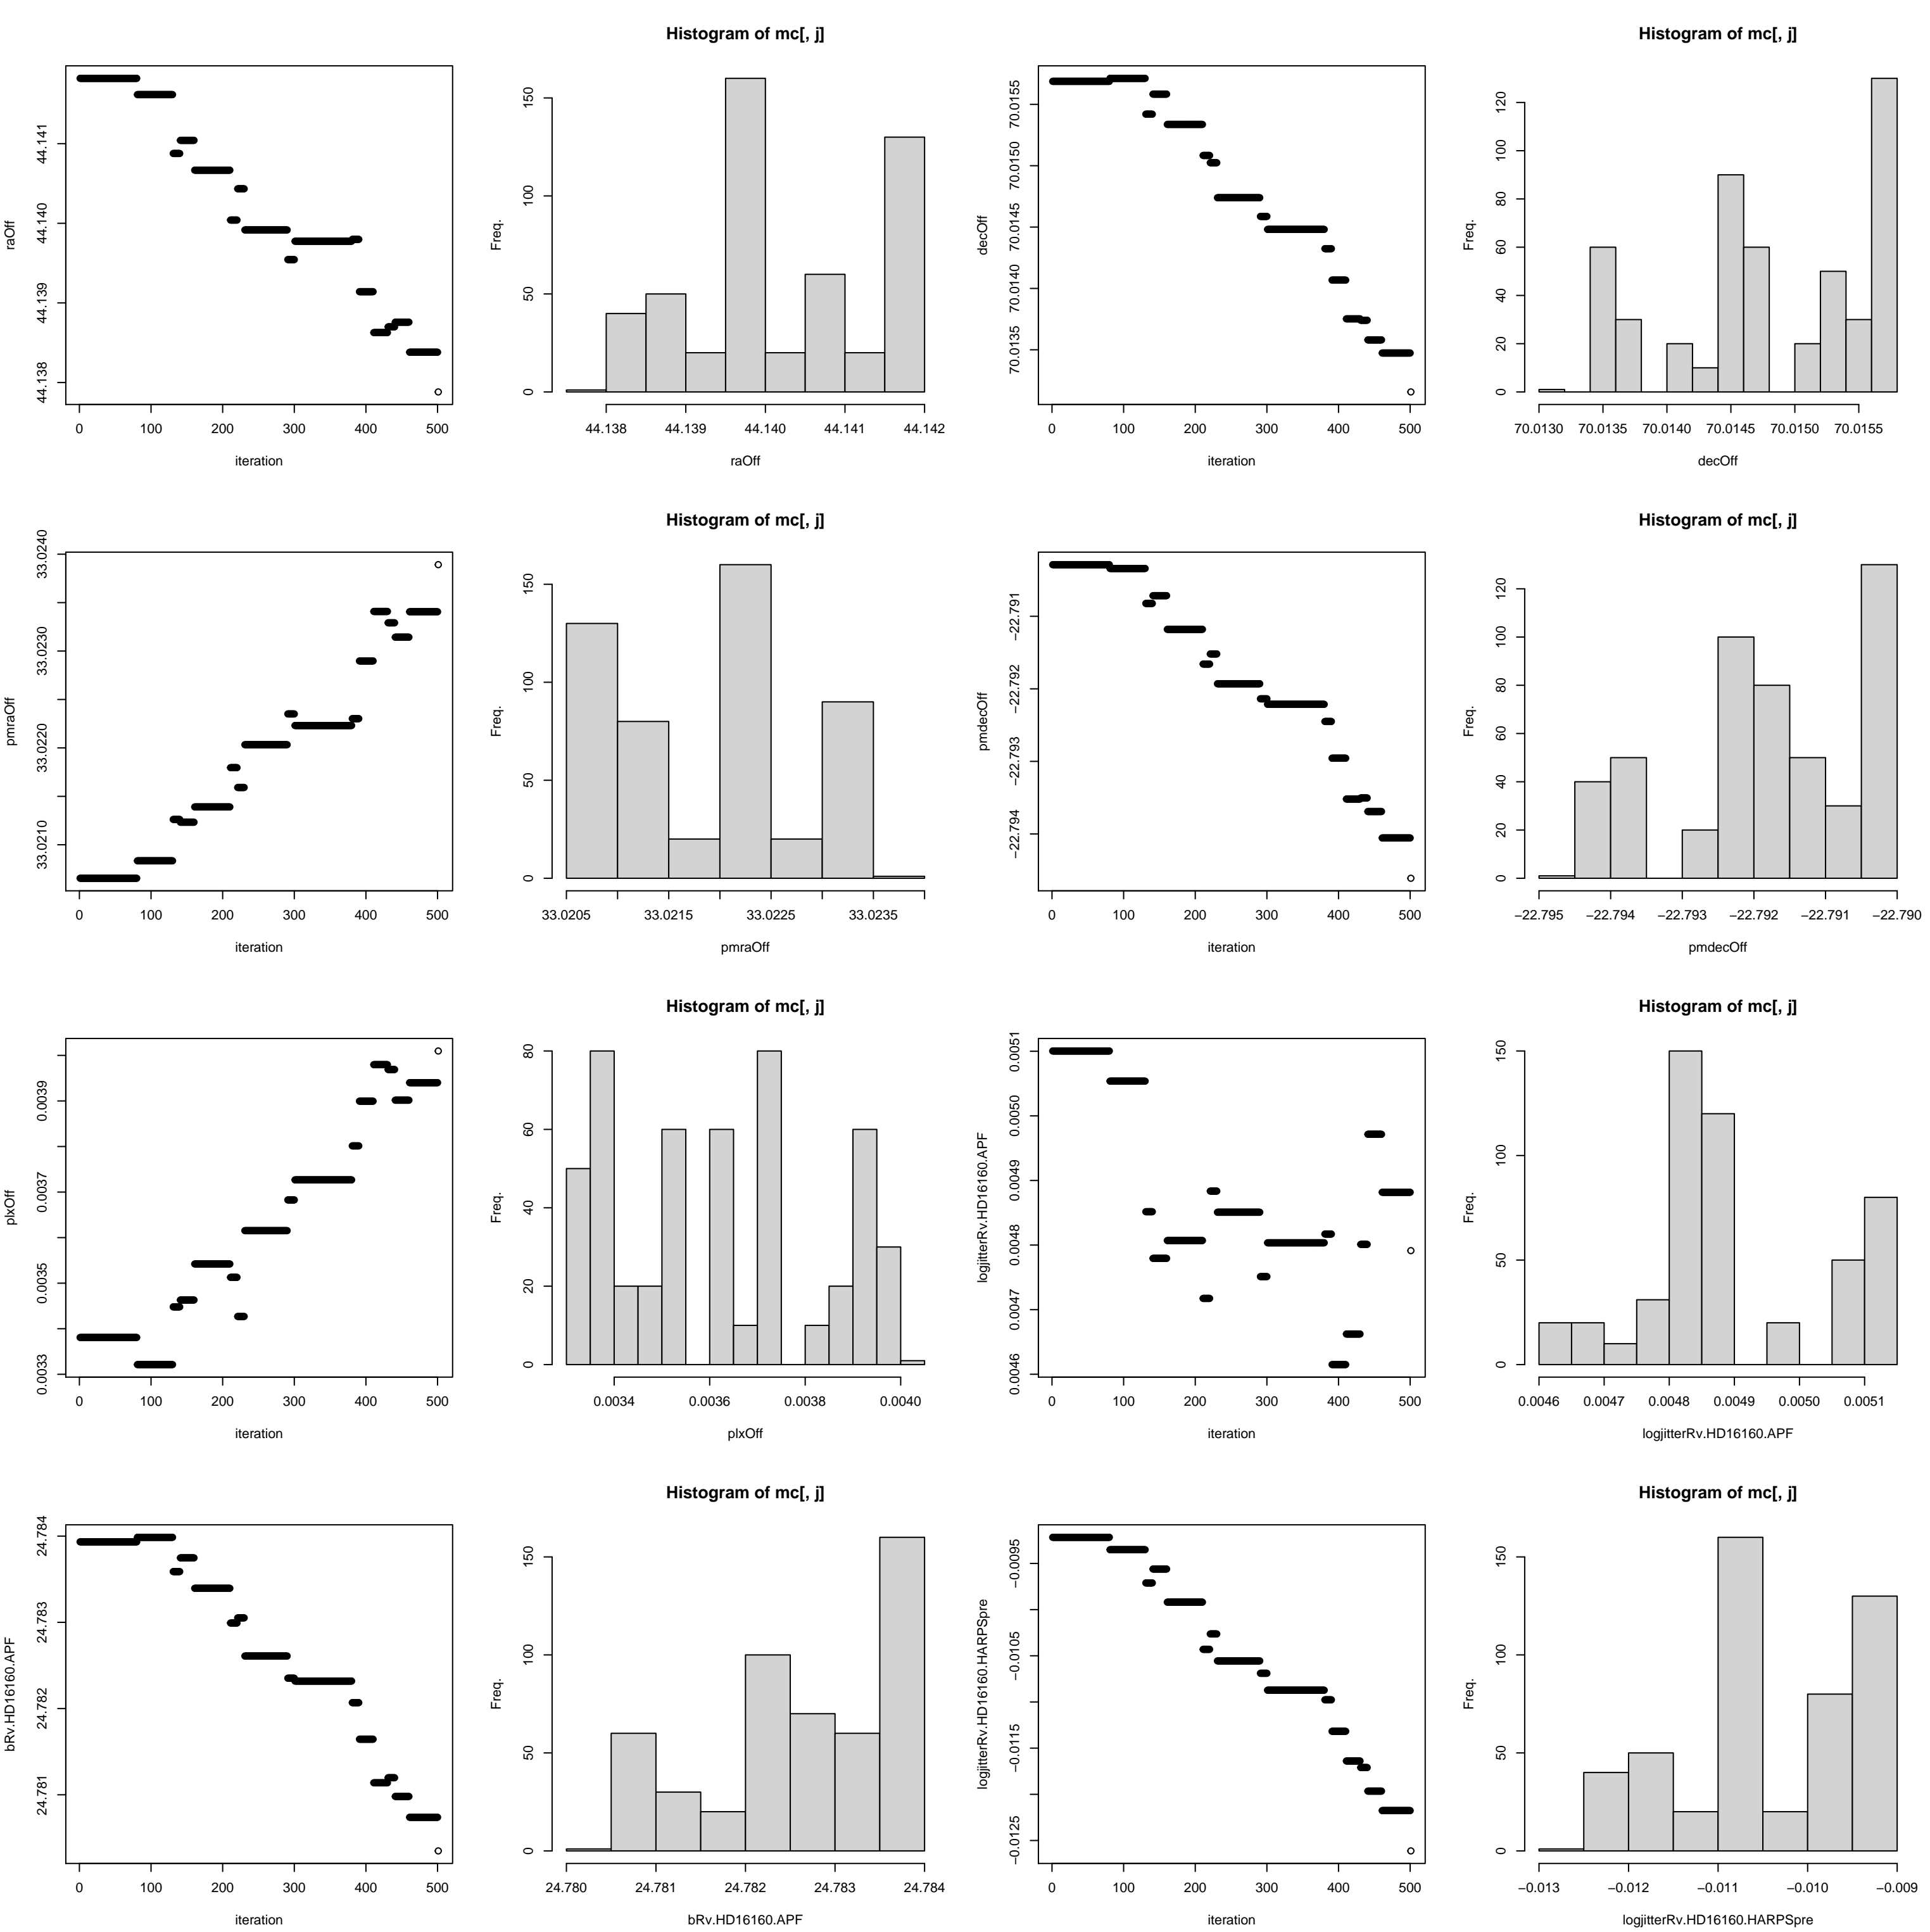 Histogram of mc[, j]
Histogram of mc[, j]
raOff
44.138 44.139 44.140 44.141
0 100 200 300 400 500
iteration
Freq.
0 50 100 150
44.138 44.139 44.140 44.141 44.142
raOff
decOff
70.0135 70.0140 70.0145 70.0150 70.0155
0 100 200 300 400 500
iteration
Freq.
0 20 40 60 80 100 120
70.0130 70.0135 70.0140 70.0145 70.0150 70.0155
decOff
Histogram of mc[, j]
Histogram of mc[, j]
pmraOff
33.0210 33.0220 33.0230 33.0240
0 100 200 300 400 500
iteration
Freq.
0 50 100 150
33.0205 33.0215 33.0225 33.0235
pmraOff
pmdecOff
−22.794 −22.793 −22.792 −22.791
0 100 200 300 400 500
iteration
Freq.
0 20 40 60 80 100 120
−22.795 −22.794 −22.793 −22.792 −22.791 −22.790
pmdecOff
Histogram of mc[, j]
Histogram of mc[, j]
plxOff
0.0033 0.0035 0.0037 0.0039
0 100 200 300 400 500
iteration
Freq.
0 20 40 60 80
0.0034 0.0036 0.0038 0.0040
plxOff
logjitterRv.HD16160.APF
0.0046 0.0047 0.0048 0.0049 0.0050 0.0051
0 100 200 300 400 500
iteration
Freq.
0 50 100 150
0.0046 0.0047 0.0048 0.0049 0.0050 0.0051
logjitterRv.HD16160.APF
Histogram of mc[, j]
Histogram of mc[, j]
bRv.HD16160.APF
24.781 24.782 24.783 24.784
0 100 200 300 400 500
iteration
Freq.
0 50 100 150
24.780 24.781 24.782 24.783 24.784
bRv.HD16160.APF
logjitterRv.HD16160.HARPSpre
−0.0125 −0.0115 −0.0105 −0.0095
0 100 200 300 400 500
iteration
Freq.
0 50 100 150
−0.013 −0.012 −0.011 −0.010 −0.009
logjitterRv.HD16160.HARPSpre